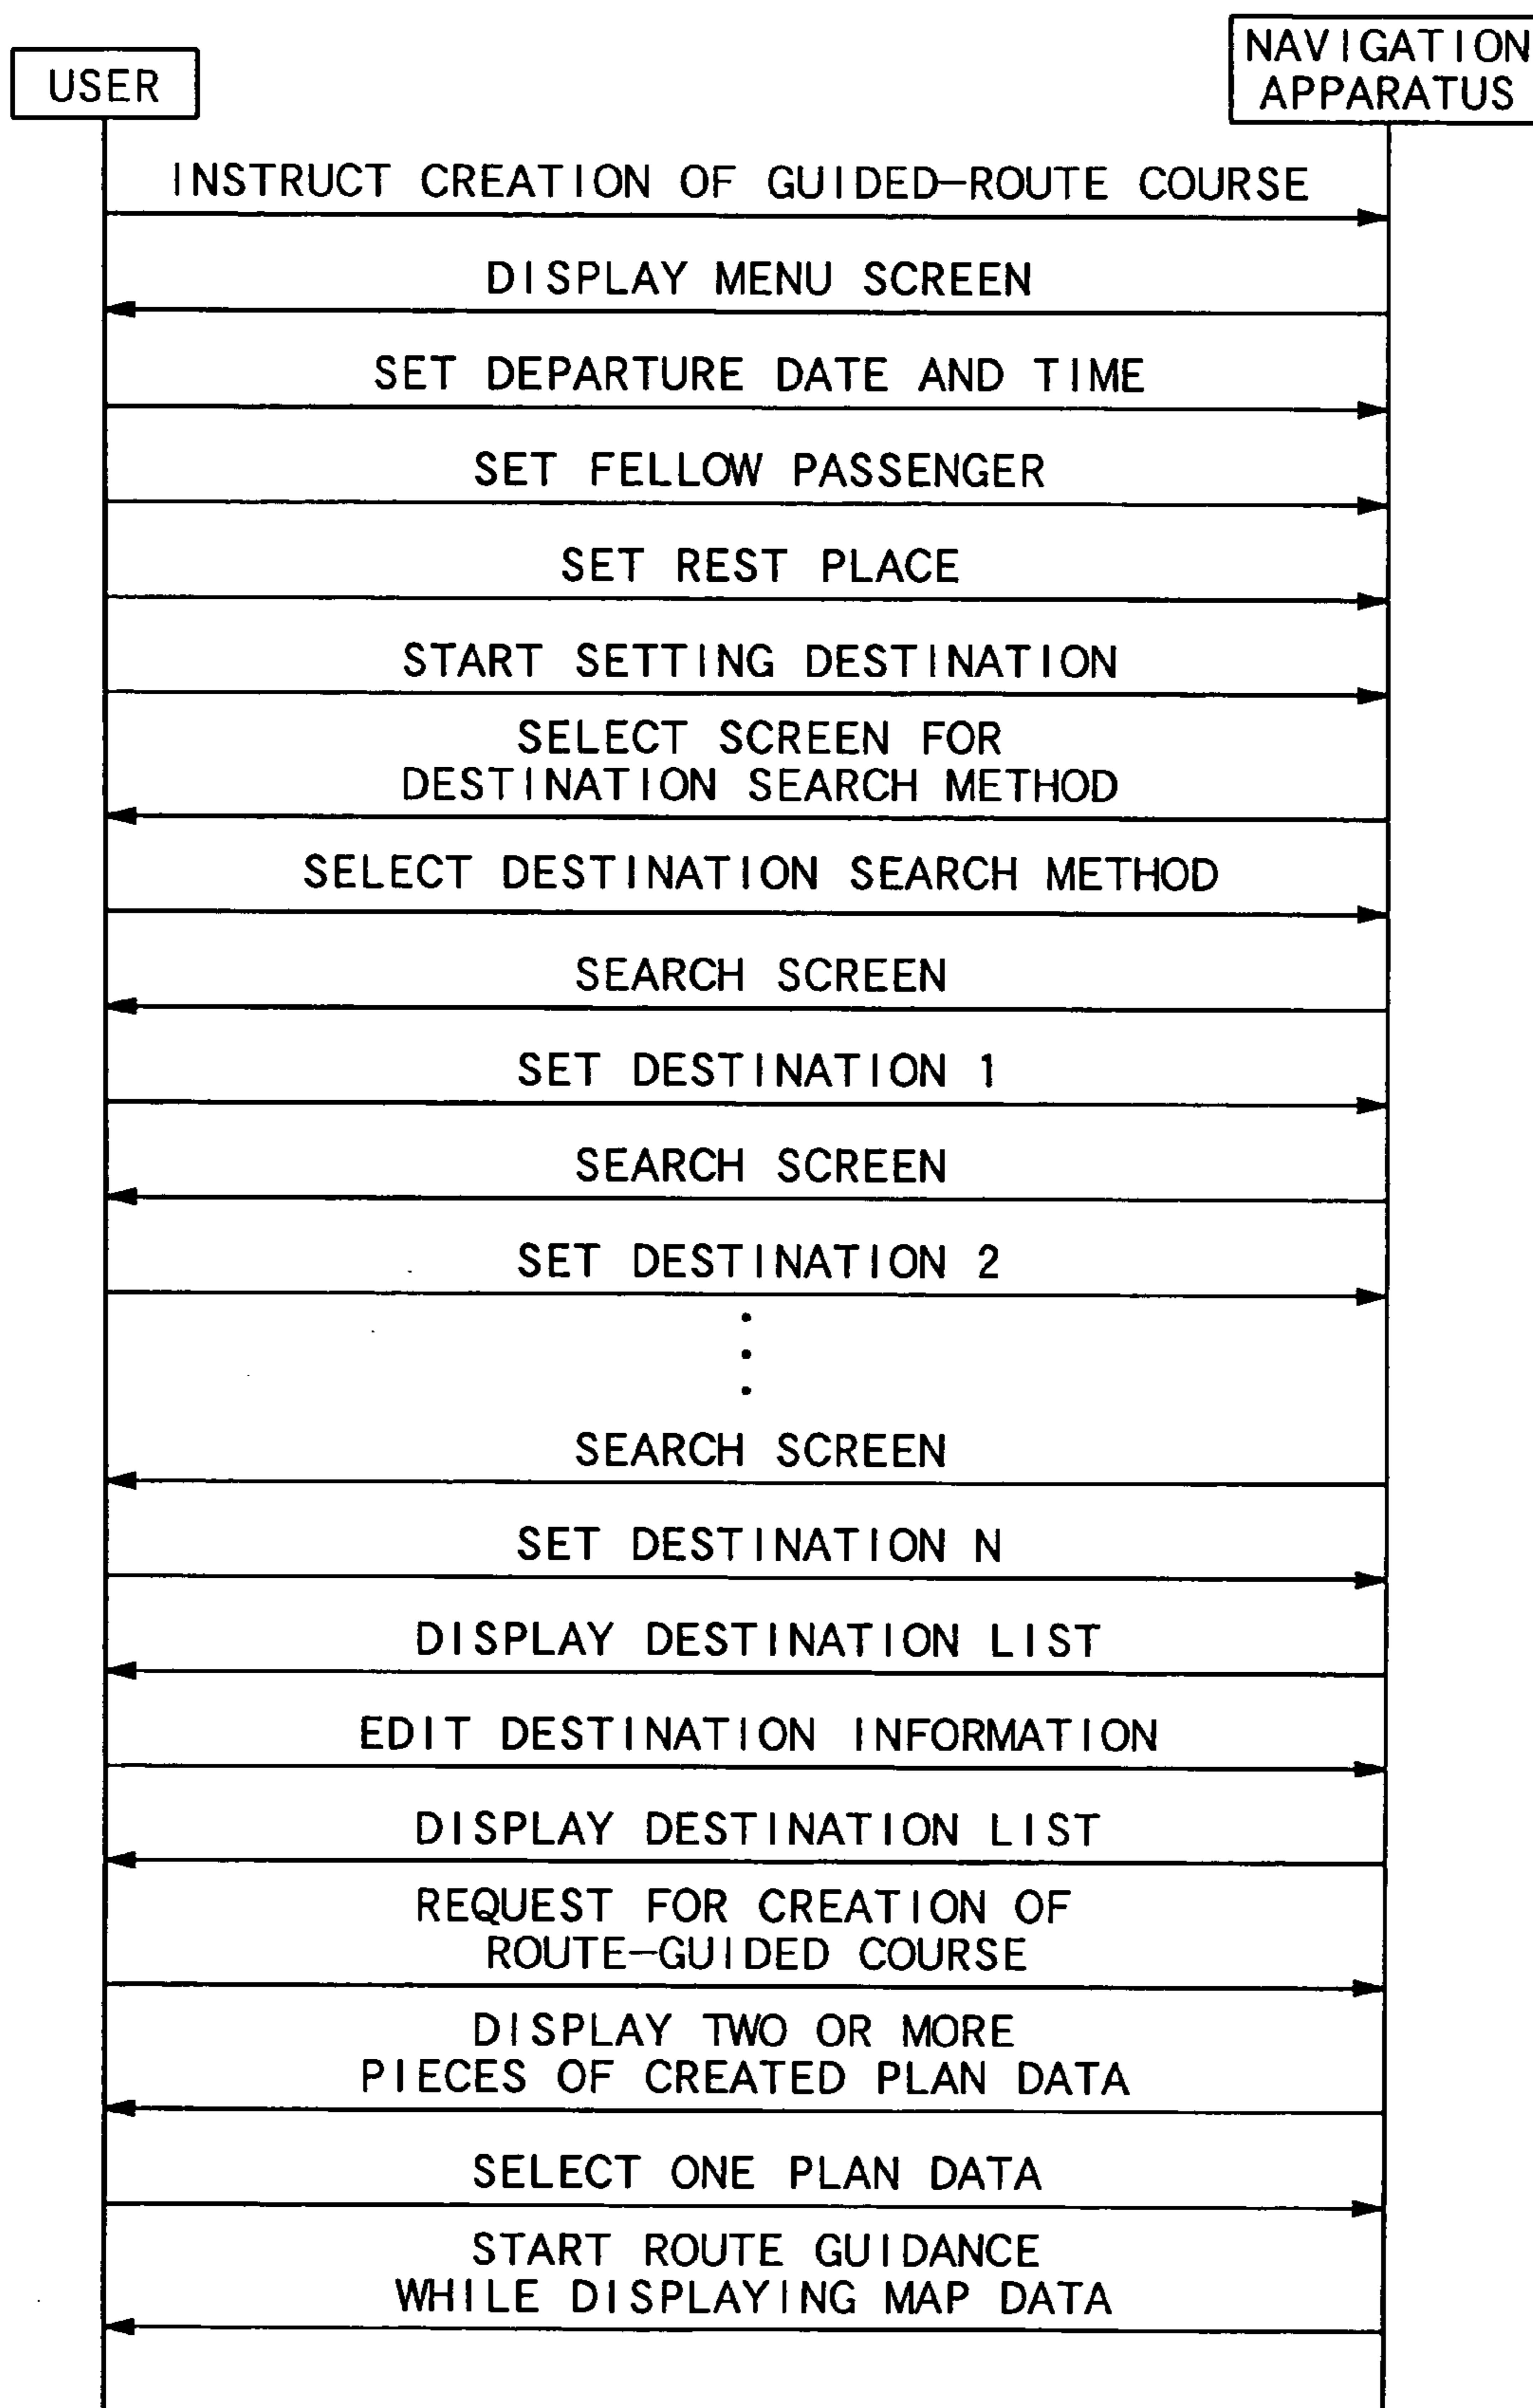 USER
NAVIGATION
APPARATUS
INSTRUCT CREATION OF GUIDED-ROUTE COURSE
DISPLAY MENU SCREEN
SET DEPARTURE DATE AND TIME
SET FELLOW PASSENGER
SET REST PLACE
START SETTING DESTINATION
SELECT SCREEN FOR
DESTINATION SEARCH METHOD
SELECT DESTINATION SEARCH METHOD
SEARCH SCREEN
SET DESTINATION 1
SEARCH SCREEN
SET DESTINATION 2
SEARCH SCREEN
SET DESTINATION N
DISPLAY DESTINATION LIST
EDIT DESTINATION INFORMATION
DISPLAY DESTINATION LIST
REQUEST FOR CREATION OF
ROUTE-GUIDED COURSE
DISPLAY TWO OR MORE
PIECES OF CREATED PLAN DATA
SELECT ONE PLAN DATA
START ROUTE GUIDANCE
WHILE DISPLAYING MAP DATA